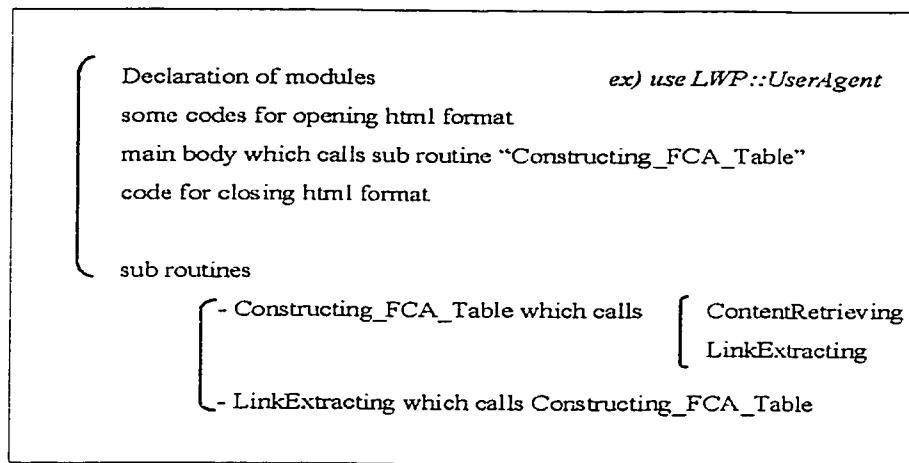 Declaration of modules ex) use LWP::UserAgent
some codes for opening html format
main body which calls sub routine “Constructing_FCA_Table”
code for closing html format
sub routines
- Constructing_FCA_Table which calls ContentRetrieving
LinkExtracting
- LinkExtracting which calls Constructing_FCA_Table